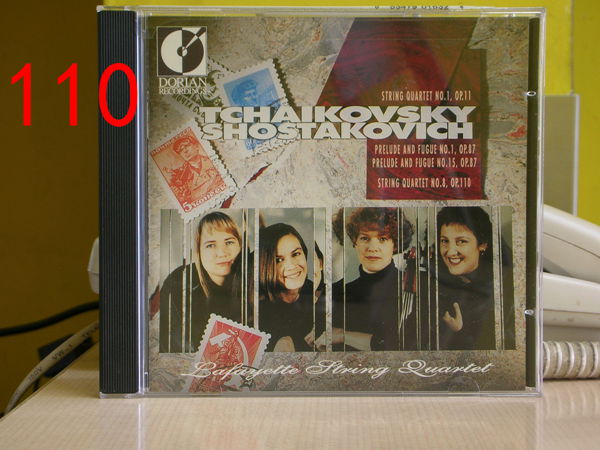 110
DORIAN
RECORDINGS
STRING QUARTET NO.1, OP.11
TCHAIKOVSKY
SHOSTAKOVICH
PRELUDE AND FUGUE NO.1, OP.87
PRELUDE AND FUGUE NO.15, OP.87
STRING QUARTET NO.8, OP.110
Lafayette String Quartet